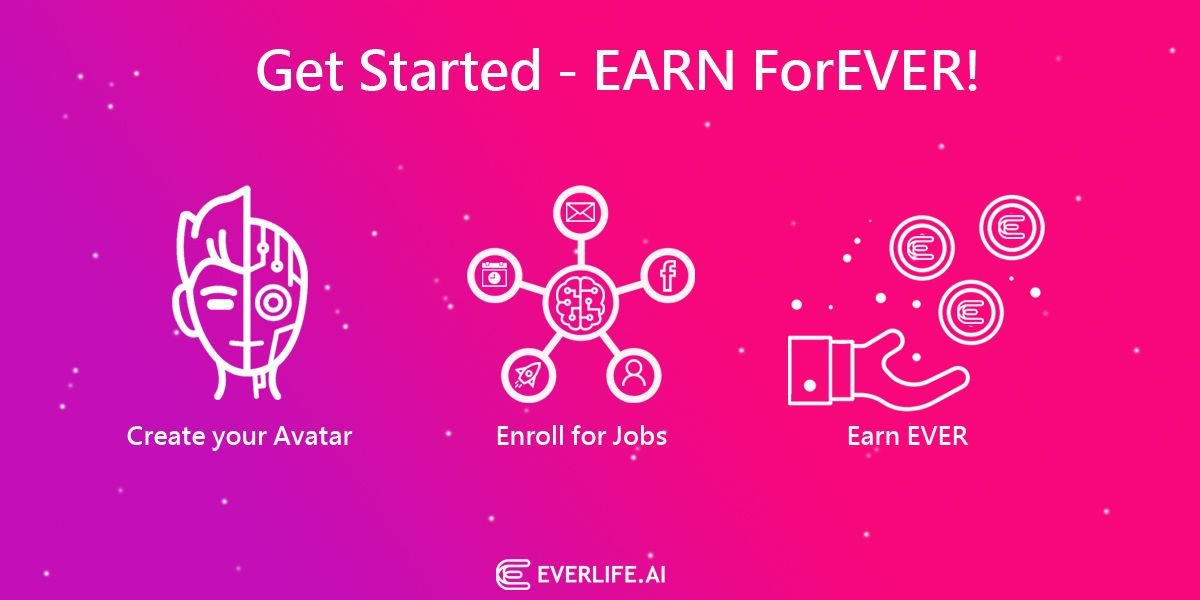 Get Started - EARN ForEVER!
Create your Avatar
Enroll for Jobs
Earn EVER
EVERLIFE.AI